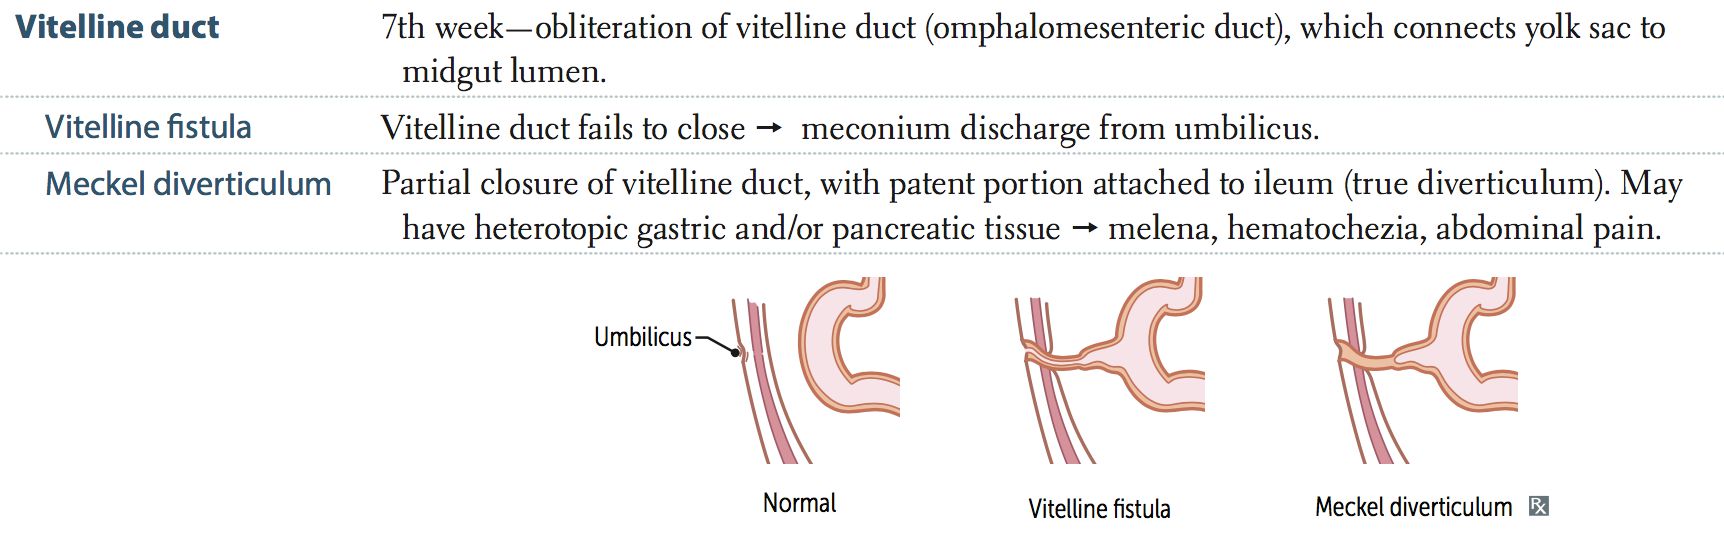 Vitelline duct 7th week—obliteration of vitelline duct (omphalomesenteric duct), which connects yolk sac to
midgut lumen.
Vitelline fistula Vitelline duct fails to close → meconium discharge from umbilicus.
Meckel diverticulum Partial closure of vitelline duct, with patent portion attached to ileum (true diverticulum). May
have heterotopic gastric and/or pancreatic tissue → melena, hematochezia, abdominal pain.
Umbilicus
Normal
Vitelline fistula
Meckel diverticulum Rx